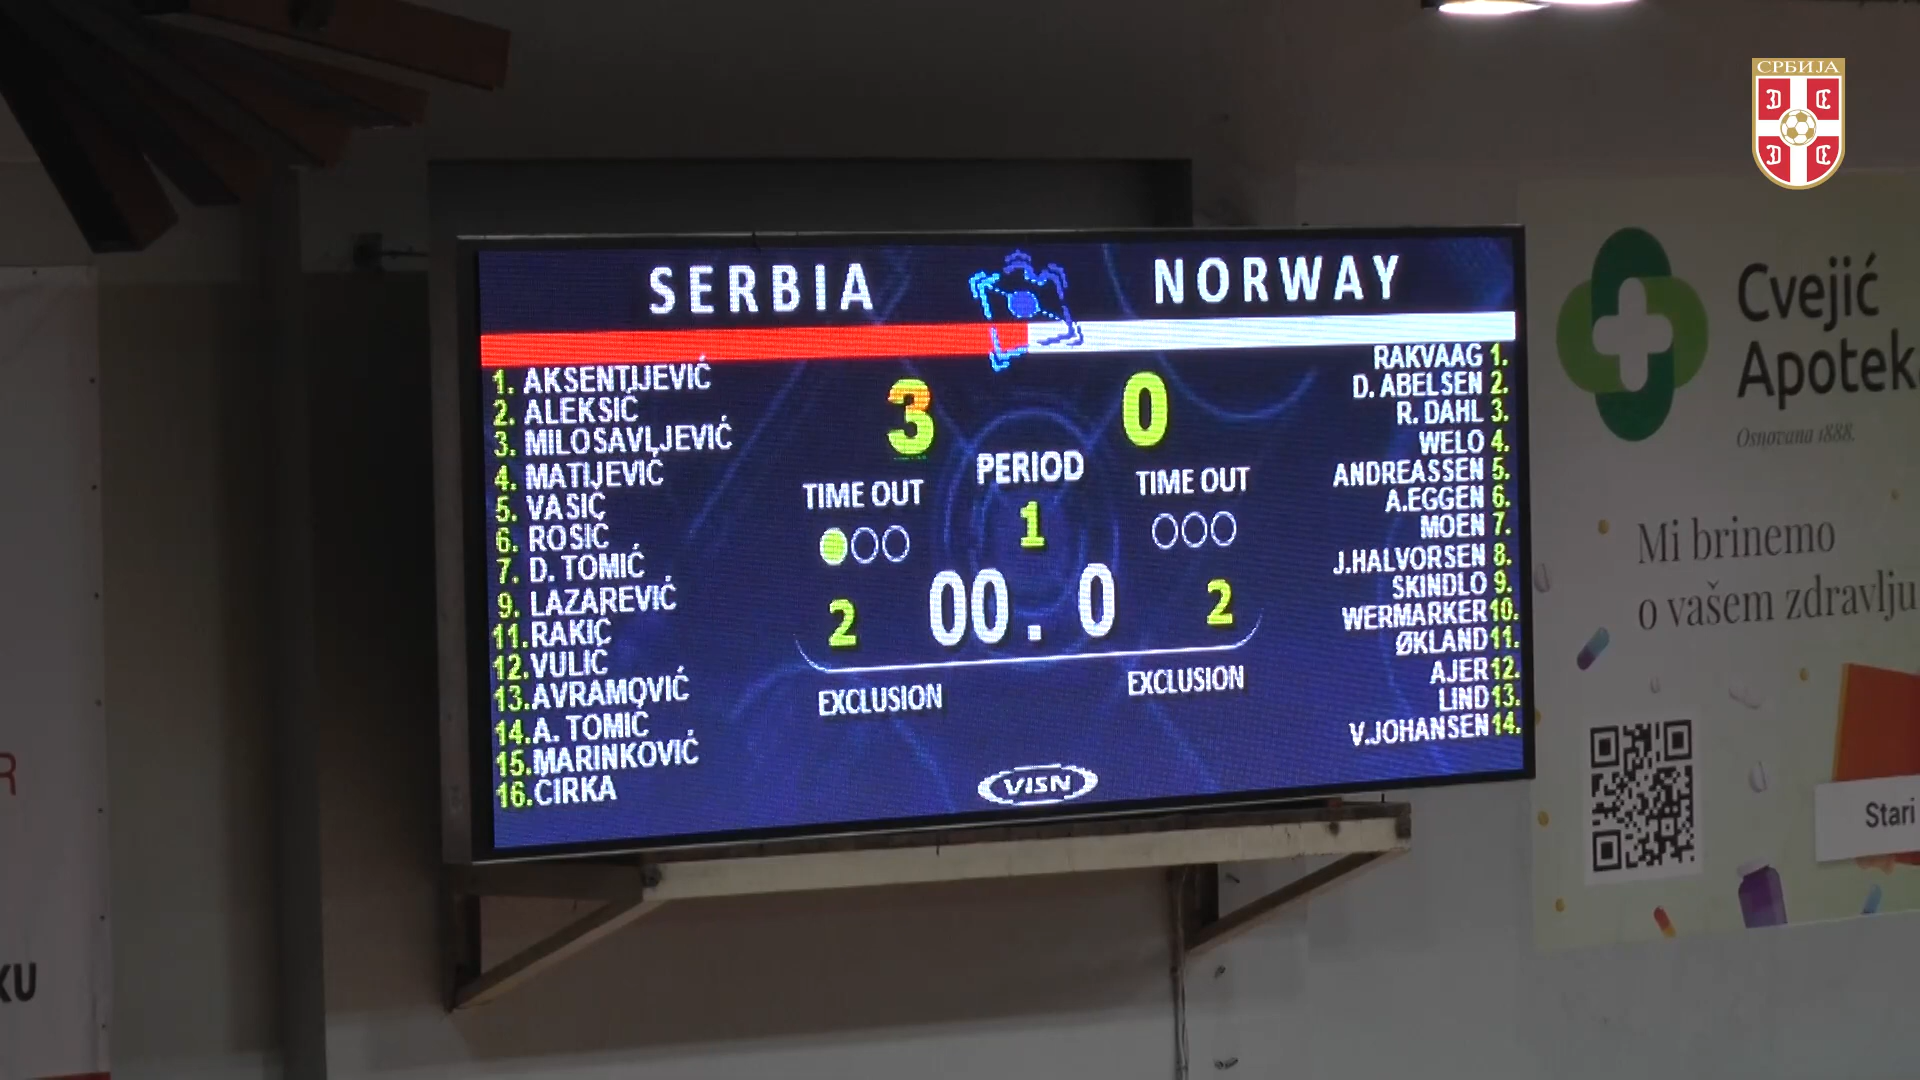 СРБИЈА
SERBIA
NORWAY
1. AKSENTIJEVIĆ
2. ALEKSIĆ
3. MILOSAVLJEVIĆ
4. MATIJEVIĆ
5. VASIĆ
6. ROSIĆ
7. D. TOMIĆ
9. LAZAREVIĆ
11. RAKIĆ
12. VULIĆ
13. AVRAMOVIĆ
14. A. TOMIĆ
15. MARINKOVIĆ
16. ĆIRKA
3
0
PERIOD
1
TIME OUT
TIME OUT
2
00.0
2
EXCLUSION
EXCLUSION
VISN
RAKVAAG 1.
D. ABELSEN 2.
R. DAHL 3.
WELO 4.
ANDREASSEN 5.
A.EGGEN 6.
MOEN 7.
J.HALVORSEN 8.
SKINDLO 9.
WERMARKER 10.
ØKLAND 11.
AJER 12.
LIND 13.
V.JOHANSEN 14.
Cvejić
Apotek
Osnovana 1888.
Mi brinemo
o vašem zdravlju
Stari
R
KU